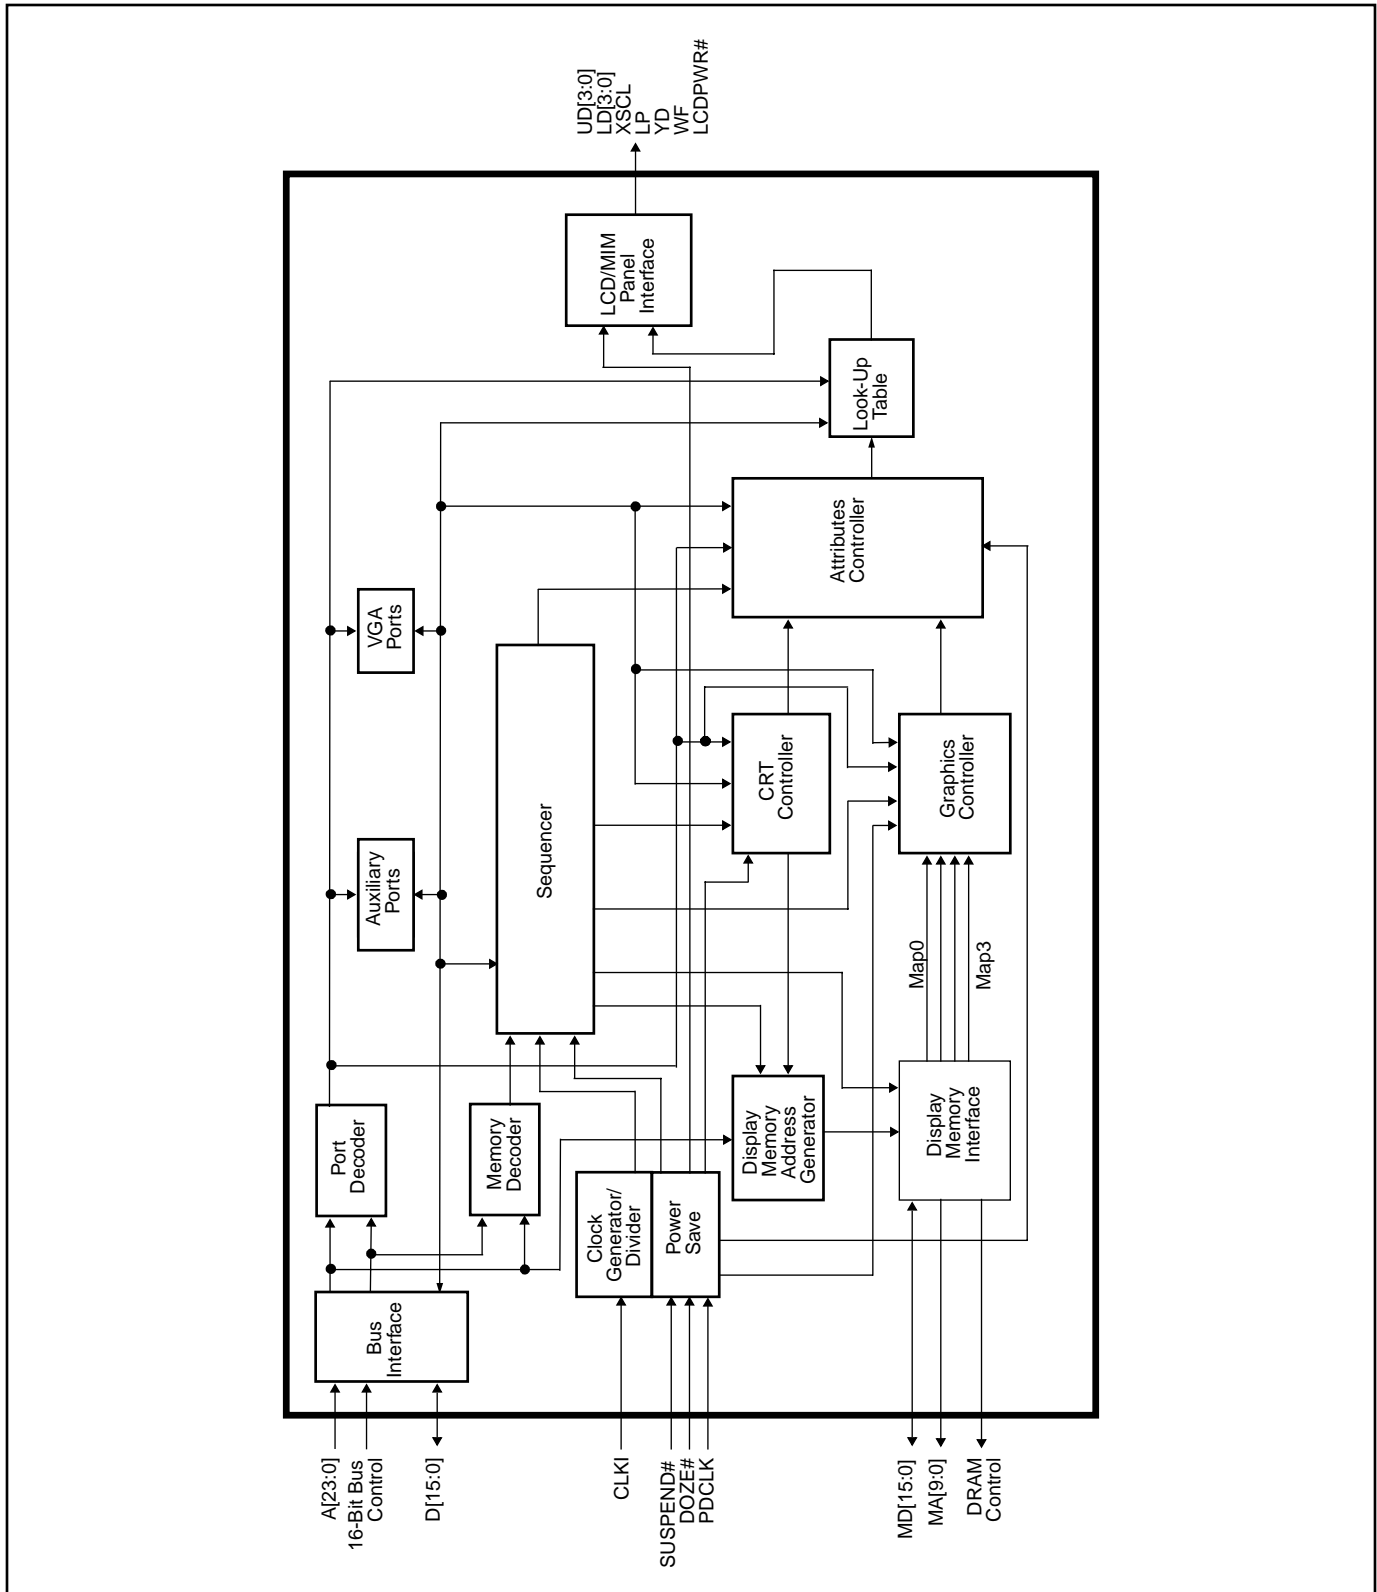 A[23:0]
16-Bit Bus
Control
D[15:0]
CLKI
SUSPEND#
DOZE#
PDCLK
MD[15:0]
MA[9:0]
DRAM
Control
Bus
Interface
Port
Decoder
Memory
Decoder
Clock
Generator/
Divider
Power
Save
Display
Memory
Address
Generator
Display
Memory
Interface
Auxiliary
Ports
Sequencer
Map0
Map3
VGA
Ports
CRT
Controller
Graphics
Controller
Attributes
Controller
Look-Up
Table
LCD/MIM
Panel
Interface
UD[3:0]
LD[3:0]
XSCL
LP
YD
WF
LCDPWR#